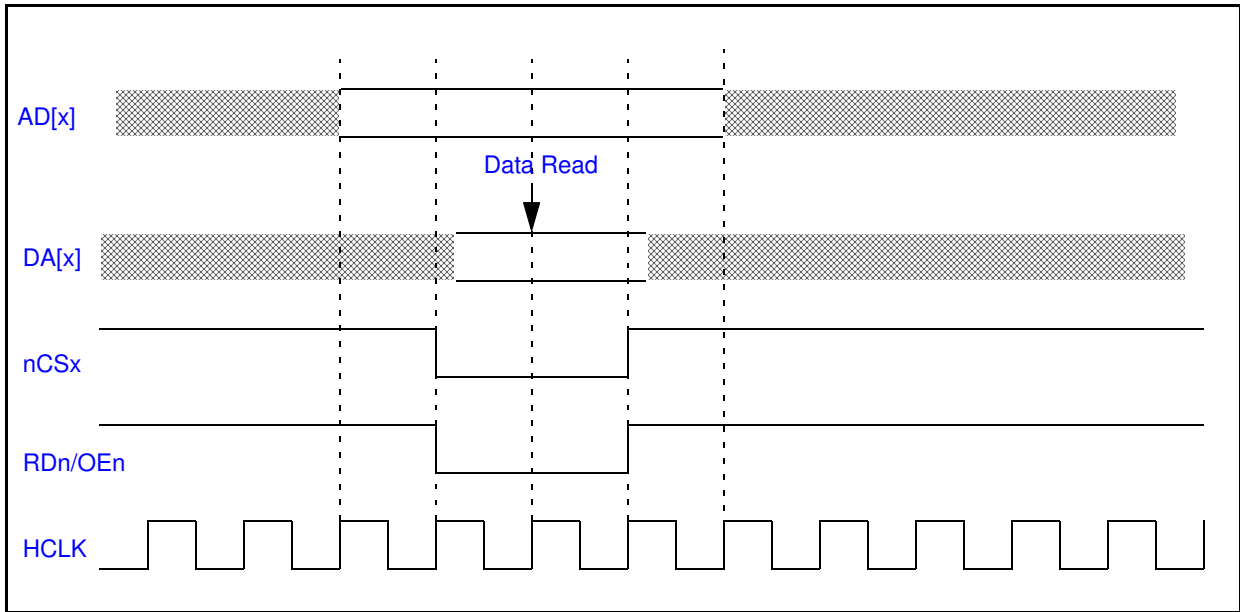 AD[x]
Data Read
DA[x]
nCSx
RDn/OEn
HCLK